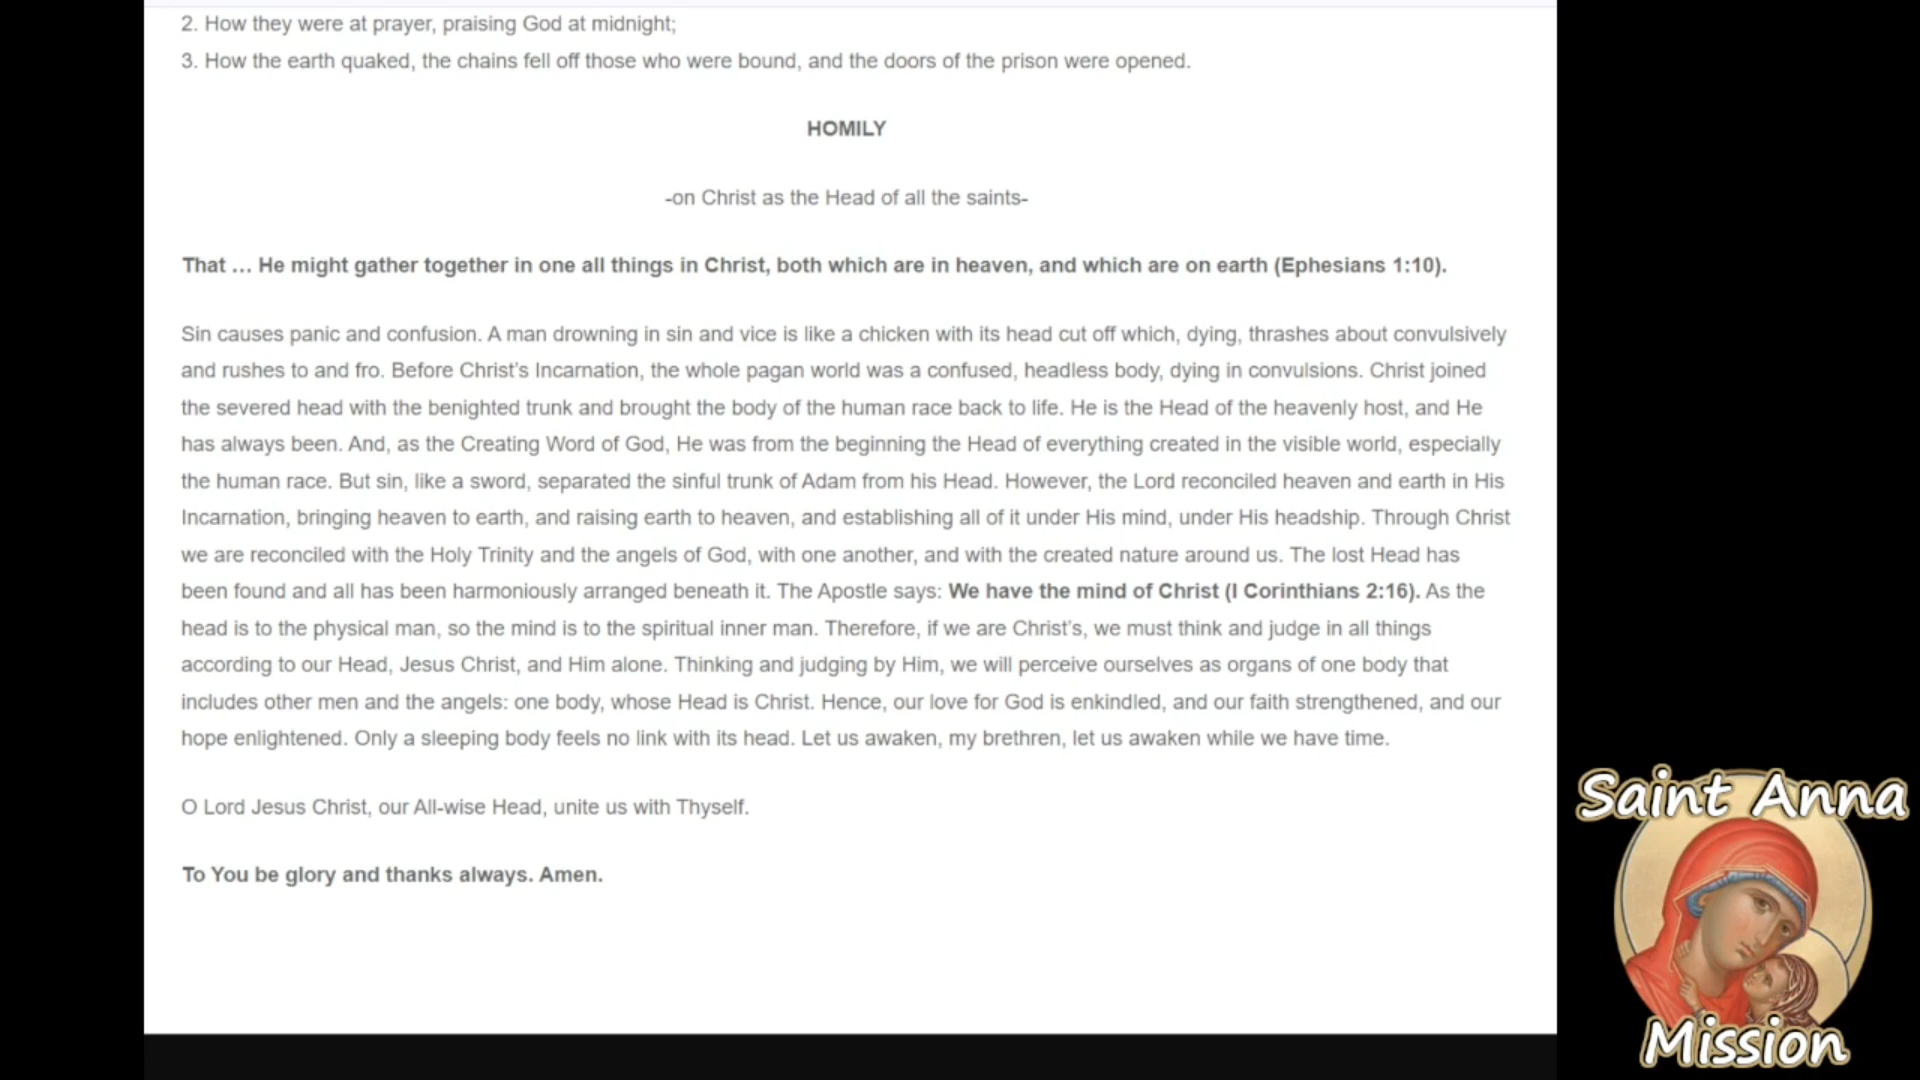 2. How they were at prayer, praising God at midnight;
3. How the earth quaked, the chains fell off those who were bound, and the doors of the prison were opened.
HOMILY
-on Christ as the Head of all the saints-
That … He might gather together in one all things in Christ, both which are in heaven, and which are on earth (Ephesians 1:10).
Sin causes panic and confusion. A man drowning in sin and vice is like a chicken with its head cut off which, dying, thrashes about convulsively
and rushes to and fro. Before Christ's Incarnation, the whole pagan world was a confused, headless body, dying in convulsions. Christ joined
the severed head with the benighted trunk and brought the body of the human race back to life. He is the Head of the heavenly host, and He
has always been. And, as the Creating Word of God, He was from the beginning the Head of everything created in the visible world, especially
the human race. But sin, like a sword, separated the sinful trunk of Adam from his Head. However, the Lord reconciled heaven and earth in His
Incarnation, bringing heaven to earth, and raising earth to heaven, and establishing all of it under His mind, under His headship. Through Christ
we are reconciled with the Holy Trinity and the angels of God, with one another, and with the created nature around us. The lost Head has
been found and all has been harmoniously arranged beneath it. The Apostle says: We have the mind of Christ (I Corinthians 2:16). As the
head is to the physical man, so the mind is to the spiritual inner man. Therefore, if we are Christ's, we must think and judge in all things
according to our Head, Jesus Christ, and Him alone. Thinking and judging by Him, we will perceive ourselves as organs of one body that
includes other men and the angels: one body, whose Head is Christ. Hence, our love for God is enkindled, and our faith strengthened, and our
hope enlightened. Only a sleeping body feels no link with its head. Let us awaken, my brethren, let us awaken while we have time.
O Lord Jesus Christ, our All-wise Head, unite us with Thyself.
To You be glory and thanks always. Amen.
Saint Anna
Mission